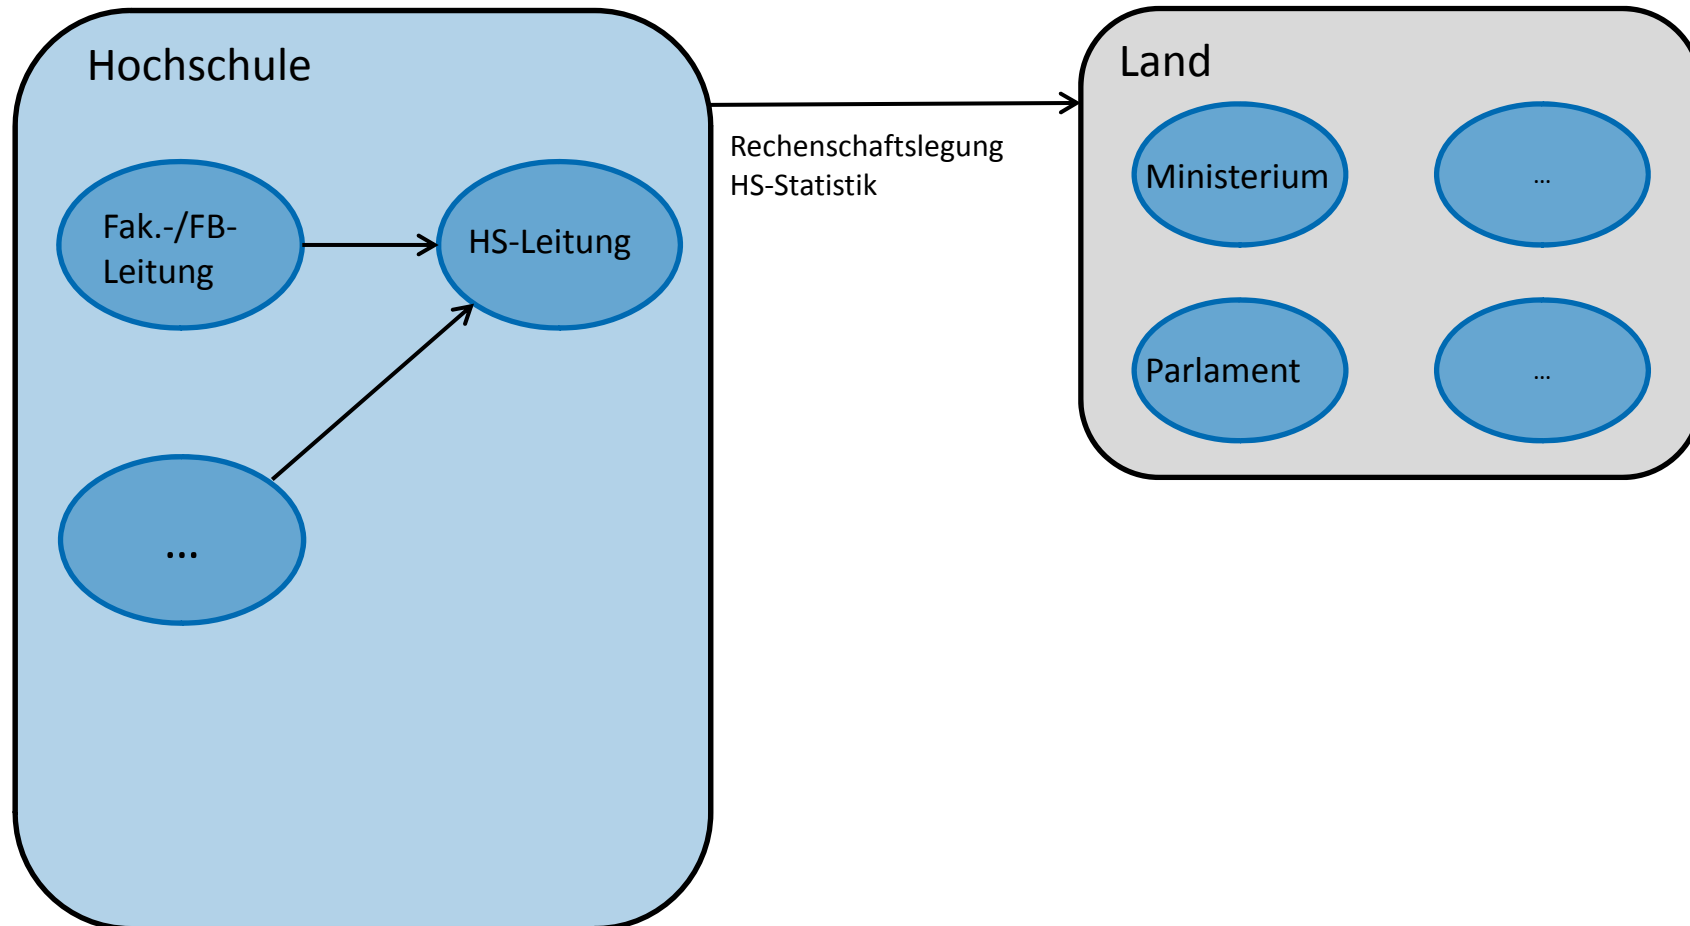 Hochschule
Fak.-/FB-
Leitung
HS-Leitung
...
Rechenschaftslegung
HS-Statistik
Land
Ministerium
...
Parlament
...